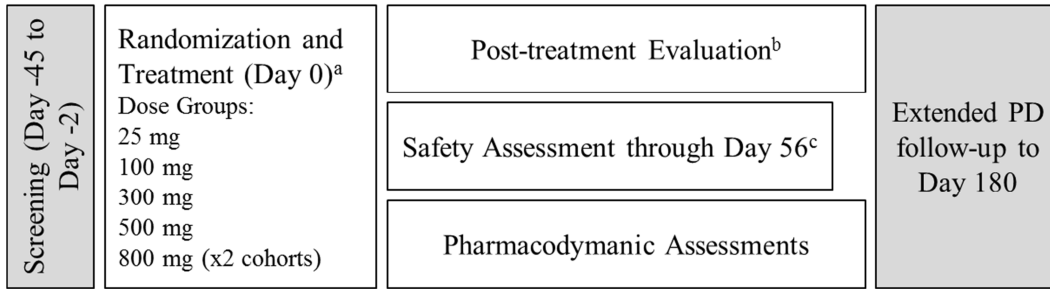 Screening (Day -45 to
Day -2)
Randomization and
Treatment (Day 0)ᵃ
Dose Groups:
25 mg
100 mg
300 mg
500 mg
800 mg (x2 cohorts)
Post-treatment Evaluationᵇ
Safety Assessment through Day 56ᶜ
Pharmacodymanic Assessments
Extended PD
follow-up to
Day 180